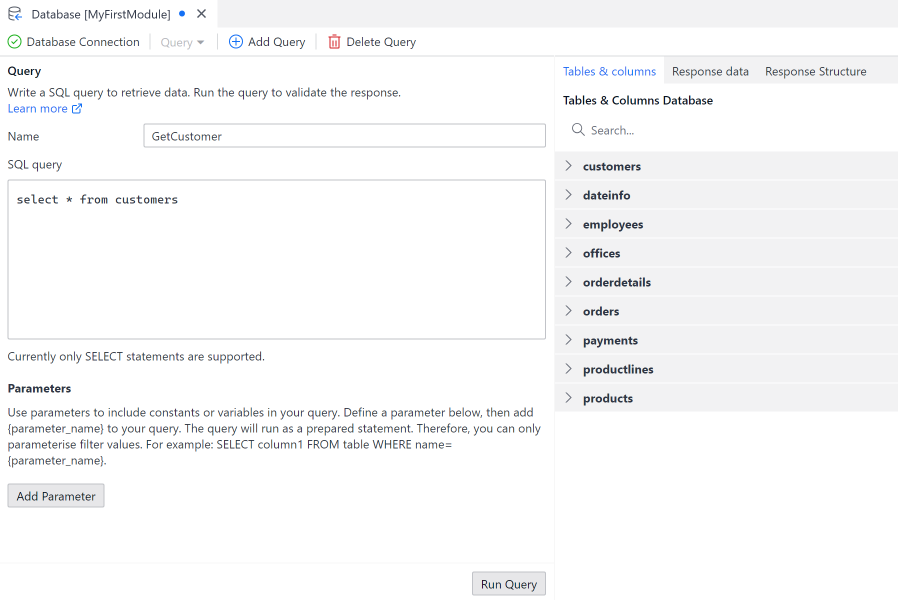 Database [MyFirstModule]
Database Connection Query Add Query Delete Query
Query
Write a SQL query to retrieve data. Run the query to validate the response.
Learn more
Name GetCustomer
SQL query
select * from customers
Currently only SELECT statements are supported.
Parameters
Use parameters to include constants or variables in your query. Define a parameter below, then add
{parameter_name} to your query. The query will run as a prepared statement. Therefore, you can only
parameterise filter values. For example: SELECT column1 FROM table WHERE name=
{parameter_name}.
Add Parameter
Run Query
Tables & columns Response data Response Structure
Tables & Columns Database
Search...
customers
dateinfo
employees
offices
orderdetails
orders
payments
productlines
products